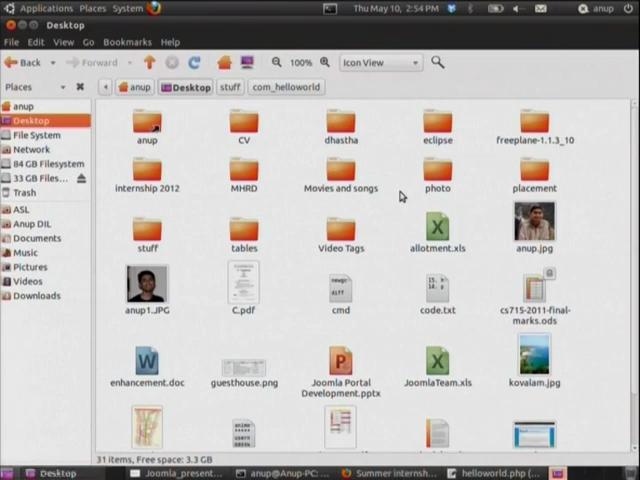 Applications Places System Thu May 10, 2:54 PM anup
Desktop
File Edit View Go Bookmarks Help
Back Forward 100% Icon View
Places anup Desktop stuff com_helloworld
anup
Desktop
File System
Network
84 GB Filesystem
33 GB Files...
Trash
ASL
Anup DIL
Documents
Music
Pictures
Videos
Downloads
anup CV dhastha eclipse freeplane-1.1.3_10
internship 2012 MHRD Movies and songs photo placement
stuff tables Video Tags allotment.xls anup.jpg
anup1.JPG C.pdf cmd code.txt cs715-2011-final-
marks.ods
enhancement.doc guesthouse.png Joomla Portal JoomlaTeam.xls kovalam.jpg
Development.pptx
31 items, Free space: 3.3 GB
Desktop Joomla_present... anup@Anup-PC: ... Summer internsh... helloworld.php (...